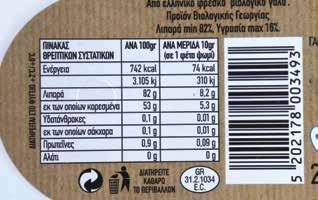 Από ελληνικό φρέσκο βιολογικό γάλα.
Προϊόν Βιολογικής Γεωργίας
Λιπαρά min 82%, Υγρασία max 16%
ΠΙΝΑΚΑΣ ΘΡΕΠΤΙΚΩΝ ΣΥΣΤΑΤΙΚΩΝ ΑΝΑ 100gr ΑΝΑ ΜΕΡΙΔΑ 10gr (σε 1 φέτα ψωμί)
Ενέργεια 742 kcal 74 kcal
3.105 kj 310 kj
Λιπαρά 82 g 8,2 g
εκ των οποίων κορεσμένα 53 g 5,3 g
Υδατάνθρακες 0,1 g 0,01 g
εκ των οποίων σάκχαρα 0,1 g 0,01 g
Πρωτεΐνες 0,9 g 0,09 g
Αλάτι 0 g 0 g
ΔΙΑΤΗΡΕΙΤΕ
ΚΑΘΑΡΟ
ΤΟ ΠΕΡΙΒΑΛΛΟΝ
GR
31.2.1034
E.C.
5 202178 003493
ΔΙΑΤΗΡΕΙΤΑΙ ΣΤΟ ΨΥΓΕΙΟ